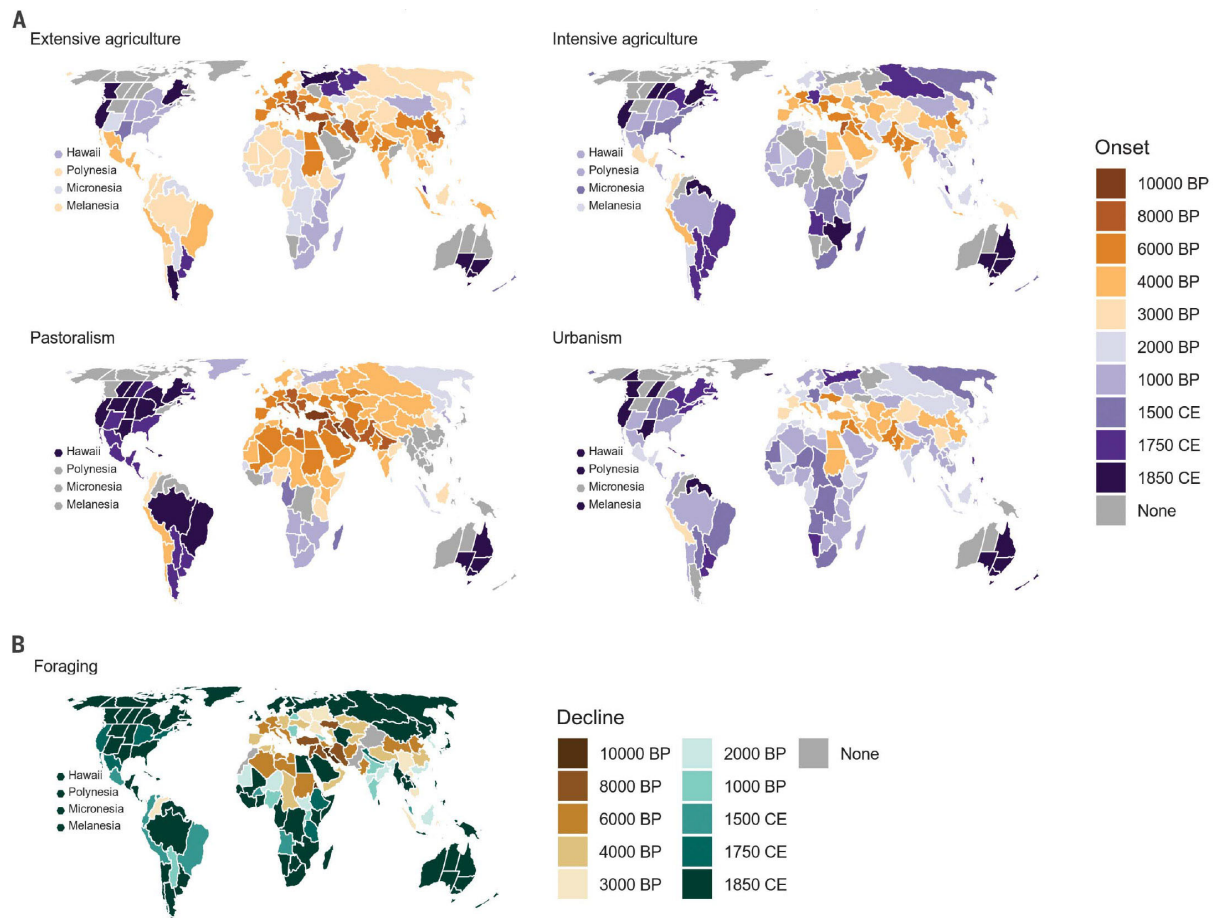 A
Extensive agriculture
Intensive agriculture
Hawaii
Polynesia
Micronesia
Melanesia
Hawaii
Polynesia
Micronesia
Melanesia
Pastoralism
Urbanism
Hawaii
Polynesia
Micronesia
Melanesia
Hawaii
Polynesia
Micronesia
Melanesia
Onset
10000 BP
8000 BP
6000 BP
4000 BP
3000 BP
2000 BP
1000 BP
1500 CE
1750 CE
1850 CE
None
B
Foraging
Hawaii
Polynesia
Micronesia
Melanesia
Decline
10000 BP
8000 BP
6000 BP
4000 BP
3000 BP
2000 BP
1000 BP
1500 CE
1750 CE
1850 CE
None